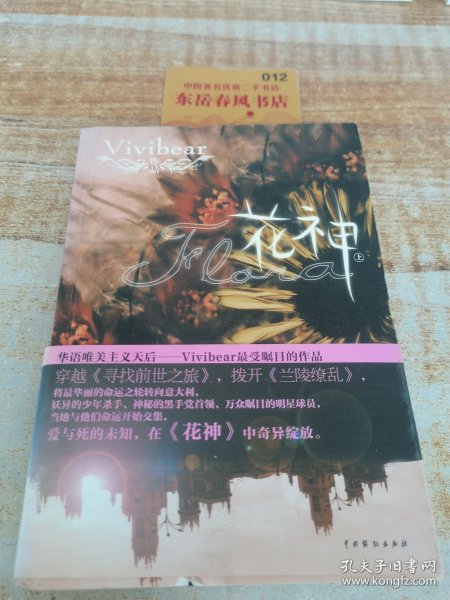 012
中国著名优质二手书店
东岳春风书店
Vivibear
作品
花神
上
Flora
华语唯美主义天后——Vivibear最受瞩目的作品
穿越《寻找前世之旅》，拨开《兰陵缭乱》，
将最华丽的命运之轮转向意大利，
妖异的少年杀手、神秘的黑手党首领、万众瞩目的明星球员，
当她与他们命运开始交集，
爱与死的未知，在《花神》中奇异绽放。
中国戏剧出版社
孔夫子旧书网
www.kongfz.com